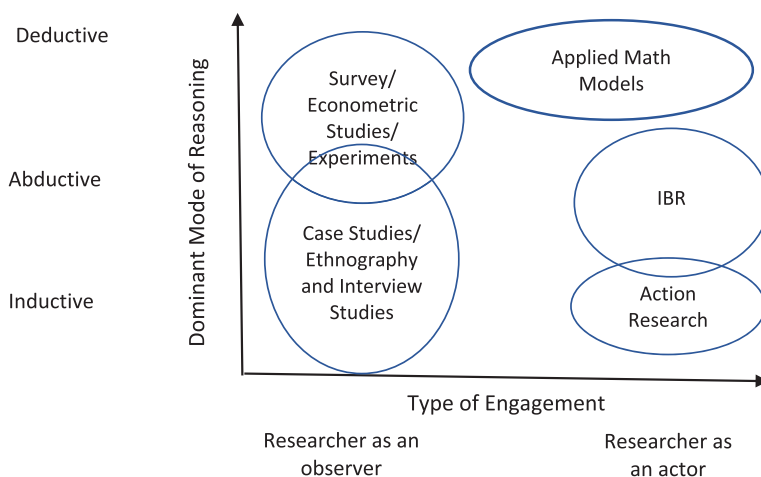 Deductive
Abductive
Inductive
Dominant Mode of Reasoning
Survey/
Econometric
Studies/
Experiments
Applied Math
Models
IBR
Case Studies/
Ethnography
and Interview
Studies
Action
Research
Type of Engagement
Researcher as an
observer
Researcher as
an actor